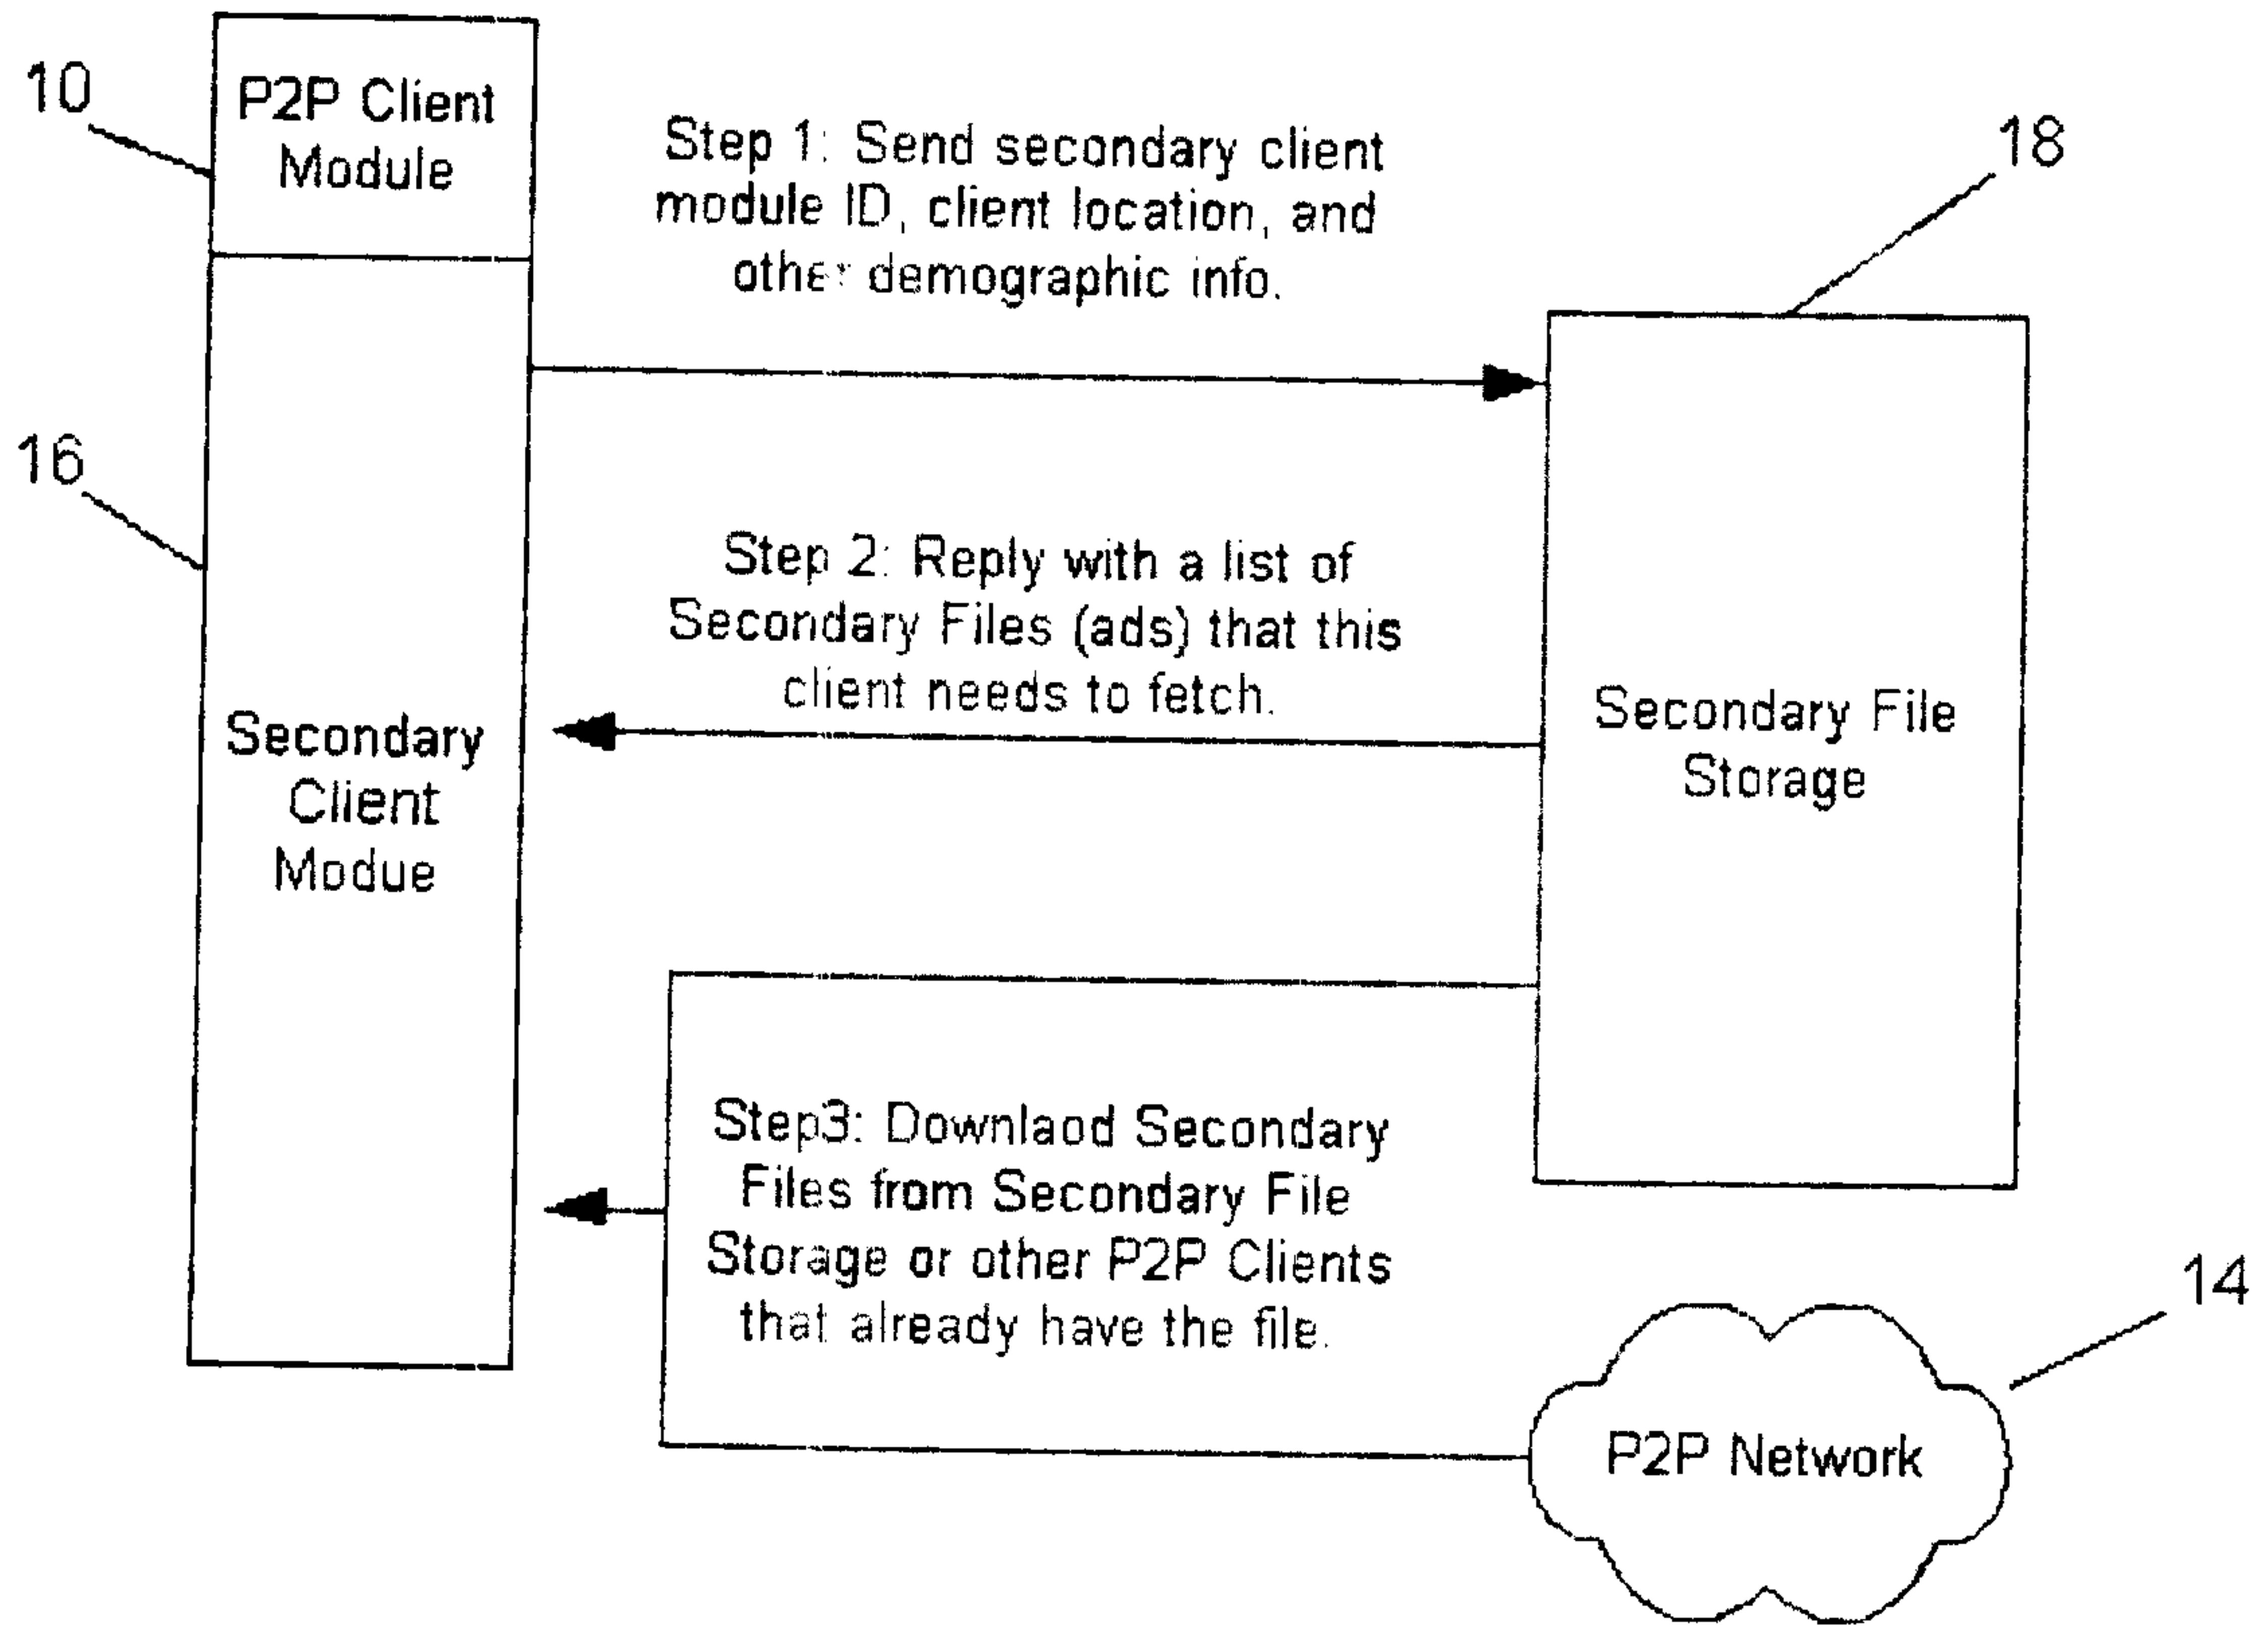 10
P2P Client
Module
Step 1: Send secondary client
module ID, client location, and
other demographic info.
18
16
Step 2: Reply with a list of
Secondary Files (ads) that this
client needs to fetch.
Secondary File
Storage
Secondary
Client
Modue
Step3: Downlaod Secondary
Files from Secondary File
Storage or other P2P Clients
that already have the file.
14
P2P Network